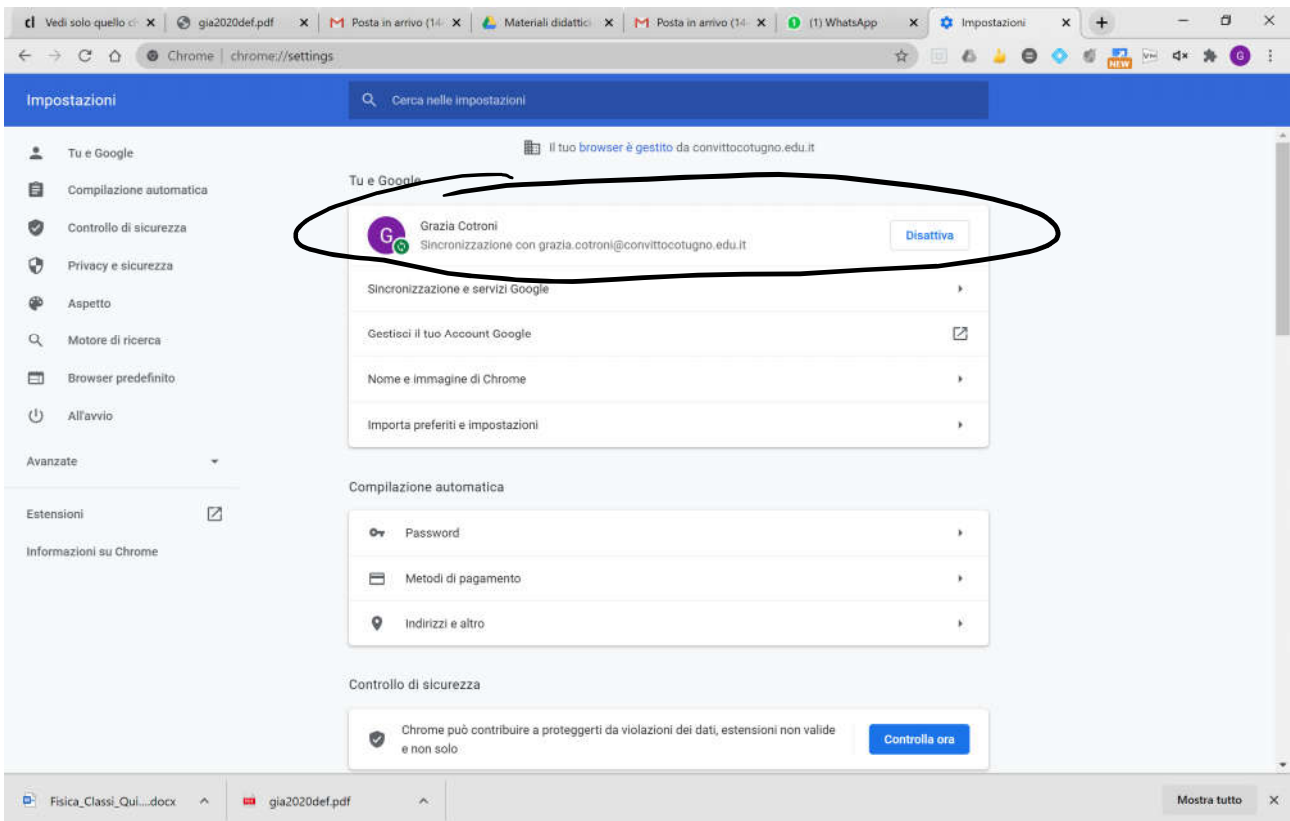 cl Vedi solo quello c
gia2020def.pdf
Posta in arrivo (14
Materiali didattic
Posta in arrivo (14
(1) WhatsApp
Impostazioni
Chrome | chrome://settings
NEW
G
Impostazioni
Cerca nelle impostazioni
Il tuo browser è gestito da convittocotugno.edu.it
Tu e Google
Compilazione automatica
Controllo di sicurezza
Privacy e sicurezza
Aspetto
Motore di ricerca
Browser predefinito
All'avvio
Avanzate
Estensioni
Informazioni su Chrome
Tu e Google
G
Grazia Cotroni
Sincronizzazione con grazia.cotroni@convittocotugno.edu.it
Disattiva
Sincronizzazione e servizi Google
Gestisci il tuo Account Google
Nome e immagine di Chrome
Importa preferiti e impostazioni
Compilazione automatica
Password
Metodi di pagamento
Indirizzi e altro
Controllo di sicurezza
Chrome può contribuire a proteggerti da violazioni dei dati, estensioni non valide
e non solo
Controlla ora
Fisica_Classi_Qui....docx
gia2020def.pdf
Mostra tutto